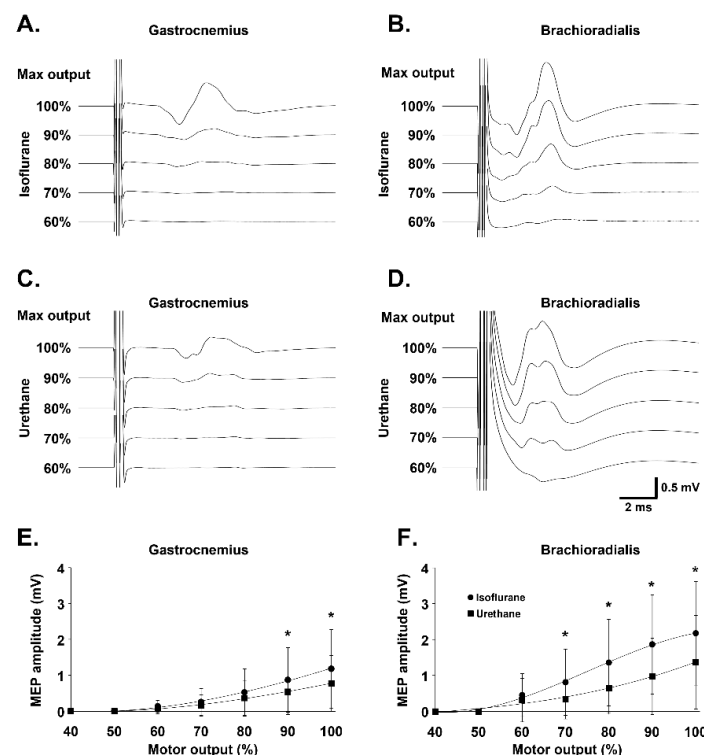 A.
Gastrocnemius
Max output
100%
90%
80%
70%
60%
Isoflurane
B.
Brachioradialis
Max output
100%
90%
80%
70%
60%
Isoflurane
C.
Gastrocnemius
Max output
100%
90%
80%
70%
60%
Urethane
D.
Brachioradialis
Max output
100%
90%
80%
70%
60%
Urethane
0.5 mV
2 ms
E.
Gastrocnemius
MEP amplitude (mV)
4
3
2
1
0
* *
40 50 60 70 80 90 100
Motor output (%)
F.
Brachioradialis
MEP amplitude (mV)
4
3
2
1
0
Isoflurane
Urethane
* * * *
40 50 60 70 80 90 100
Motor output (%)